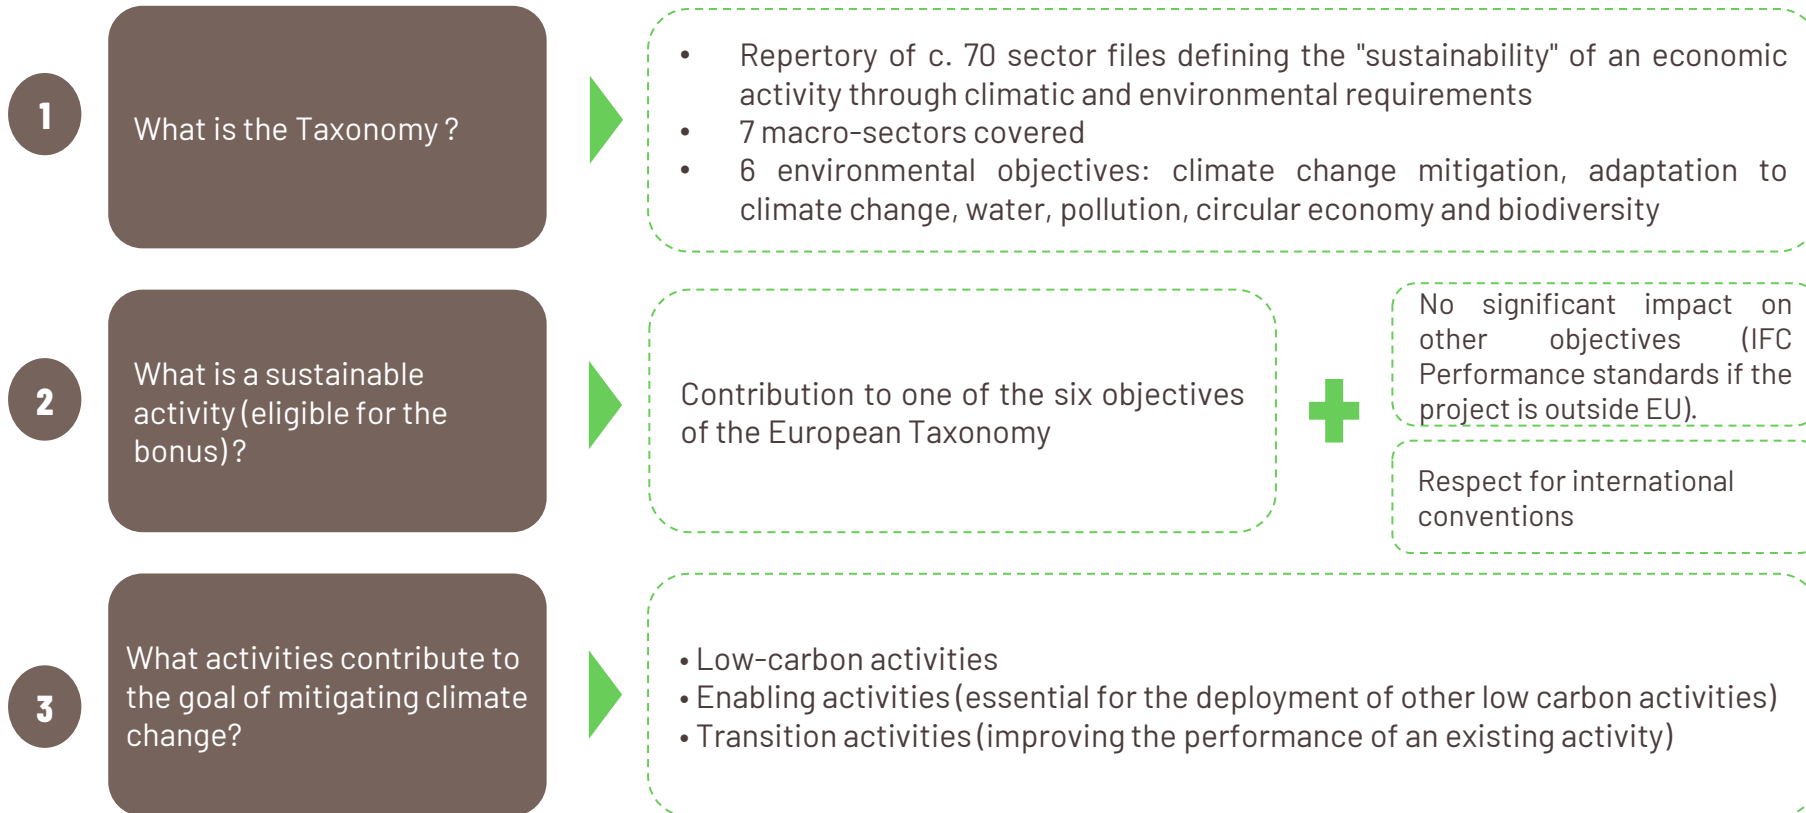 1
What is the Taxonomy ?
• Repertory of c. 70 sector files defining the "sustainability" of an economic
activity through climatic and environmental requirements
• 7 macro-sectors covered
• 6 environmental objectives: climate change mitigation, adaptation to
climate change, water, pollution, circular economy and biodiversity
2
What is a sustainable
activity (eligible for the
bonus) ?
Contribution to one of the six objectives
of the European Taxonomy
No significant impact on
other objectives (IFC
Performance standards if the
project is outside EU).
Respect for international
conventions
3
What activities contribute to
the goal of mitigating climate
change?
• Low-carbon activities
• Enabling activities (essential for the deployment of other low carbon activities)
• Transition activities (improving the performance of an existing activity)